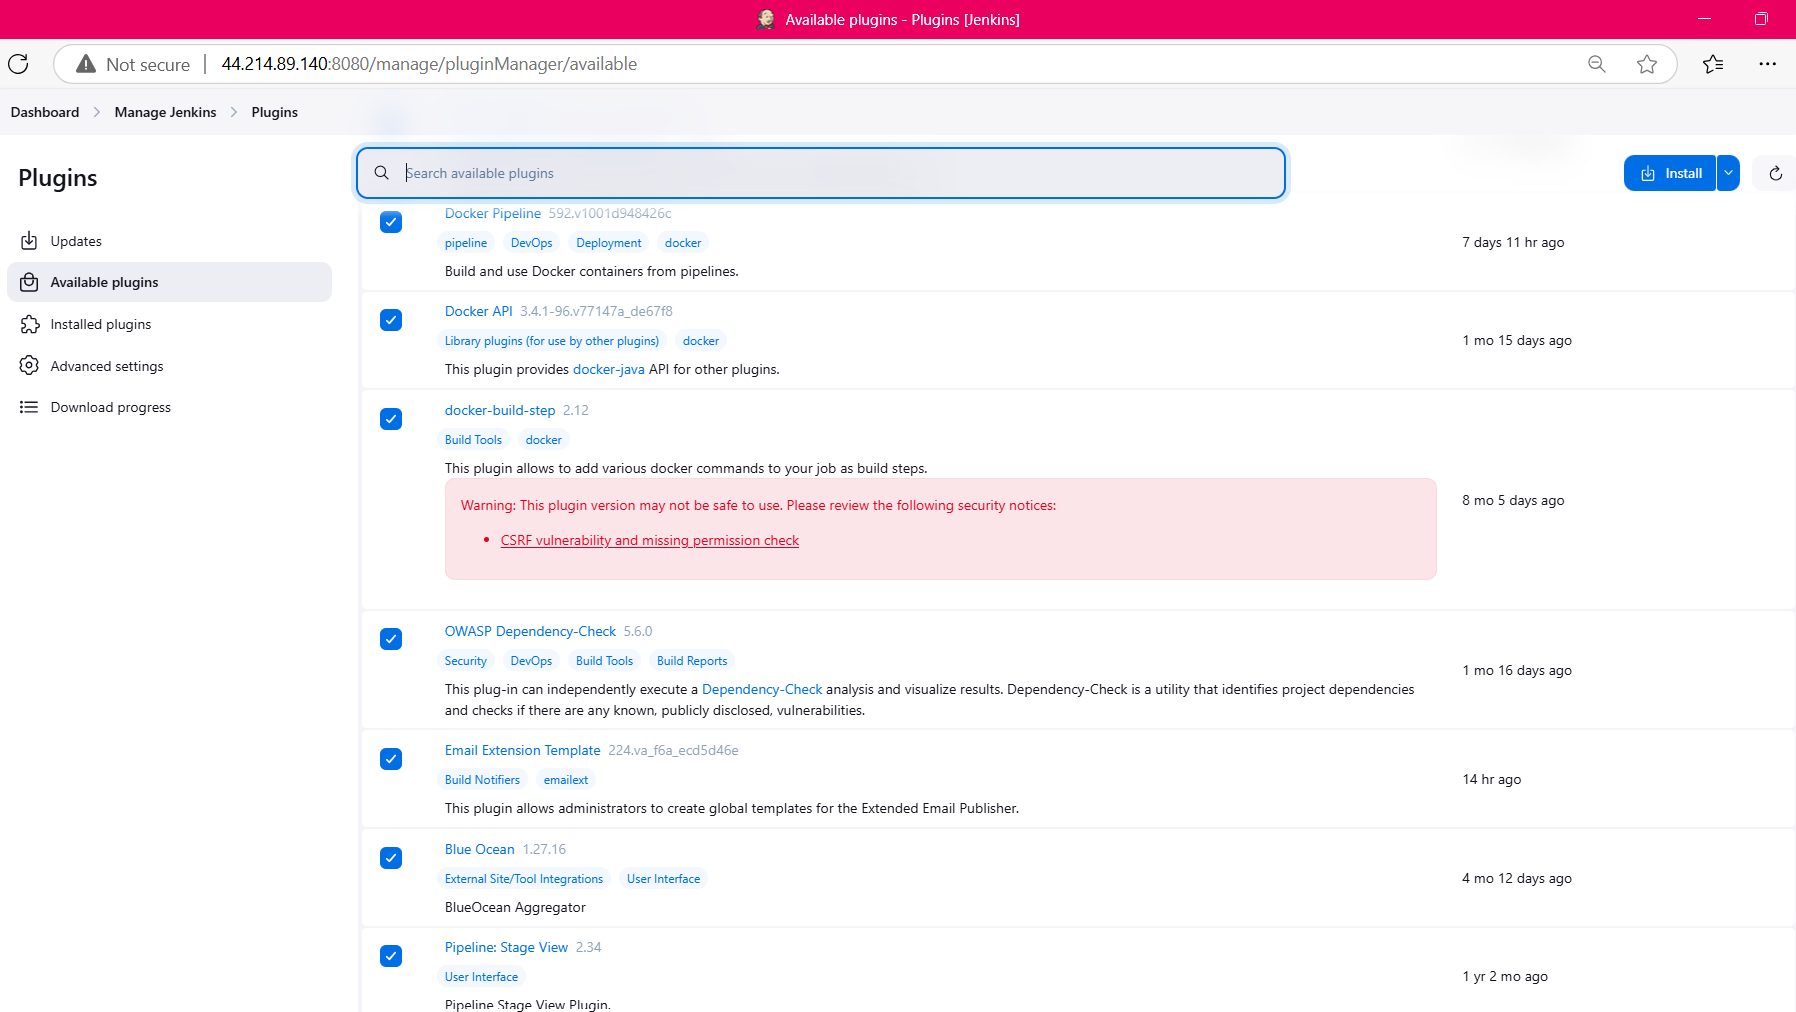 Available plugins - Plugins [Jenkins]
Not secure
44.214.89.140:8080/manage/pluginManager/available
Dashboard
Manage Jenkins
Plugins
Plugins
Updates
Available plugins
Installed plugins
Advanced settings
Download progress
Search available plugins
Install
Docker Pipeline 592.v1001d948426c
pipeline DevOps Deployment docker
Build and use Docker containers from pipelines.
7 days 11 hr ago
Docker API 3.4.1-96.v77147a_de67f8
Library plugins (for use by other plugins) docker
This plugin provides docker-java API for other plugins.
1 mo 15 days ago
docker-build-step 2.12
Build Tools docker
This plugin allows to add various docker commands to your job as build steps.
Warning: This plugin version may not be safe to use. Please review the following security notices:
CSRF vulnerability and missing permission check
8 mo 5 days ago
OWASP Dependency-Check 5.6.0
Security DevOps Build Tools Build Reports
This plug-in can independently execute a Dependency-Check analysis and visualize results. Dependency-Check is a utility that identifies project dependencies
and checks if there are any known, publicly disclosed, vulnerabilities.
1 mo 16 days ago
Email Extension Template 224.va_f6a_ecd5d46e
Build Notifiers emailext
This plugin allows administrators to create global templates for the Extended Email Publisher.
14 hr ago
Blue Ocean 1.27.16
External Site/Tool Integrations User Interface
BlueOcean Aggregator
4 mo 12 days ago
Pipeline: Stage View 2.34
User Interface
Pipeline Stage View Plugin.
1 yr 2 mo ago